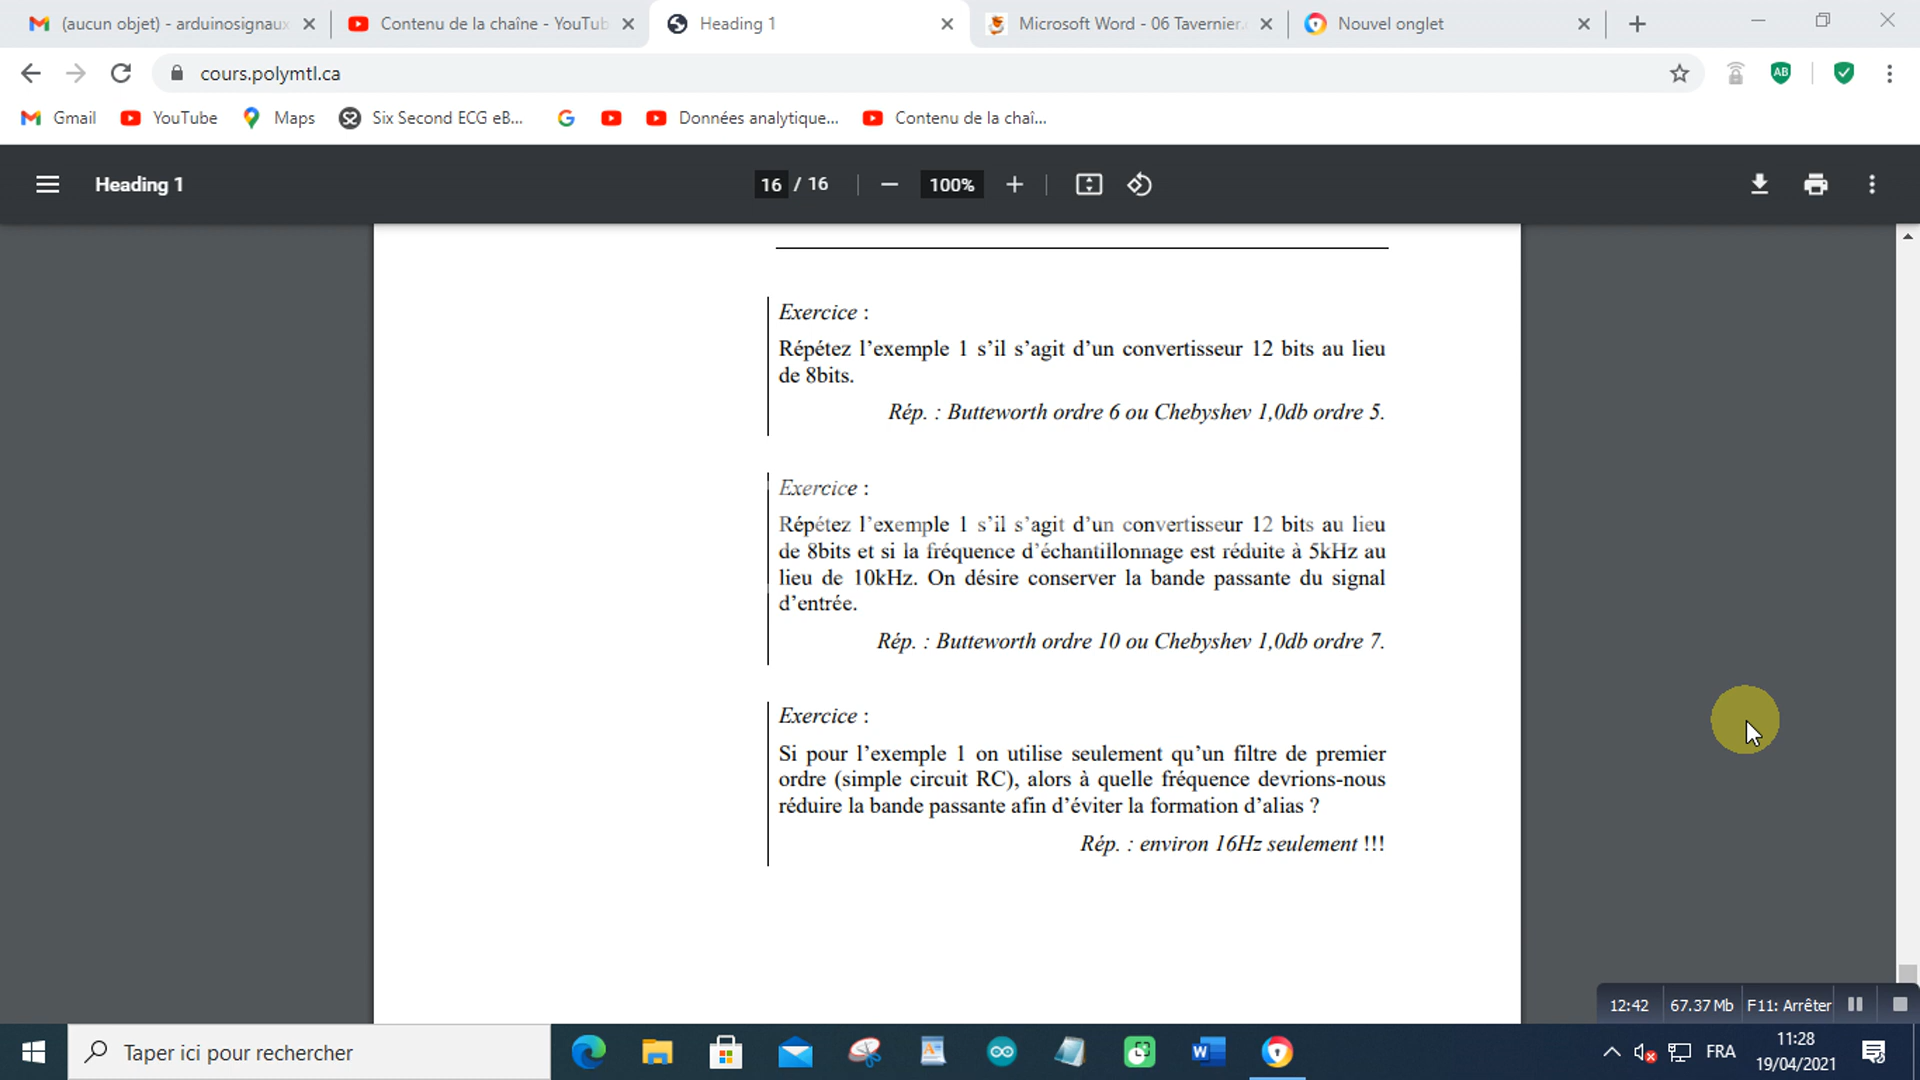 (aucun objet) - arduinosignaux
Contenu de la chaîne - YouTub
Heading 1
Microsoft Word - 06 Tavernier.
Nouvel onglet
cours.polymtl.ca
AB
Gmail
YouTube
Maps
Six Second ECG eB...
Données analytique...
Contenu de la chaî...
Heading 1
16 / 16
100%
Exercice :
Répétez l’exemple 1 s’il s’agit d’un convertisseur 12 bits au lieu
de 8bits.
Rép. : Butteworth ordre 6 ou Chebyshev 1,0db ordre 5.
Exercice :
Répétez l’exemple 1 s’il s’agit d’un convertisseur 12 bits au lieu
de 8bits et si la fréquence d’échantillonnage est réduite à 5kHz au
lieu de 10kHz. On désire conserver la bande passante du signal
d’entrée.
Rép. : Butteworth ordre 10 ou Chebyshev 1,0db ordre 7.
Exercice :
Si pour l’exemple 1 on utilise seulement qu’un filtre de premier
ordre (simple circuit RC), alors à quelle fréquence devrions-nous
réduire la bande passante afin d’éviter la formation d’alias ?
Rép. : environ 16Hz seulement !!!
12:42
67.37 Mb
F11: Arrêter
Taper ici pour rechercher
FRA
11:28
19/04/2021